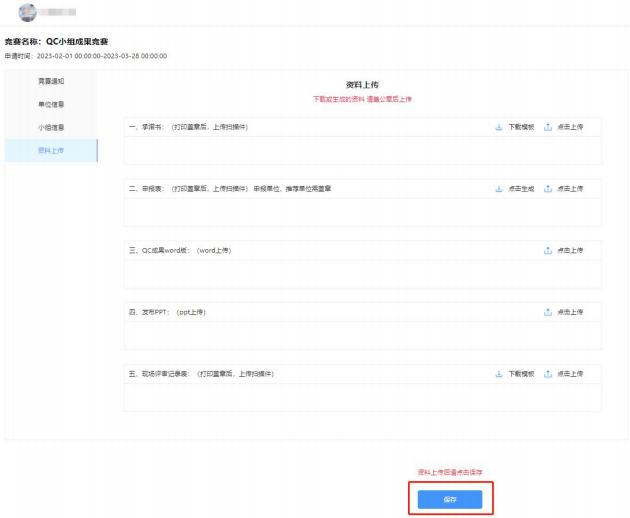 竞赛名称：QC小组成果竞赛
申请时间：2023-02-01 00:00:00-2023-03-28 00:00:00
竞赛通知
单位信息
小组信息
资料上传
资料上传
下载或生成的资料 请盖公章后上传
一、承诺书：（打印盖章后，上传扫描件） 下载模板 点击上传
二、申报表：（打印盖章后，上传扫描件） 申报单位、推荐单位需盖章 点击生成 点击上传
三、QC成果word版：（word上传） 点击上传
四、发布PPT：（ppt上传） 点击上传
五、现场评审记录表：（打印盖章后，上传扫描件） 下载模板 点击上传
资料上传后请点击保存
保存